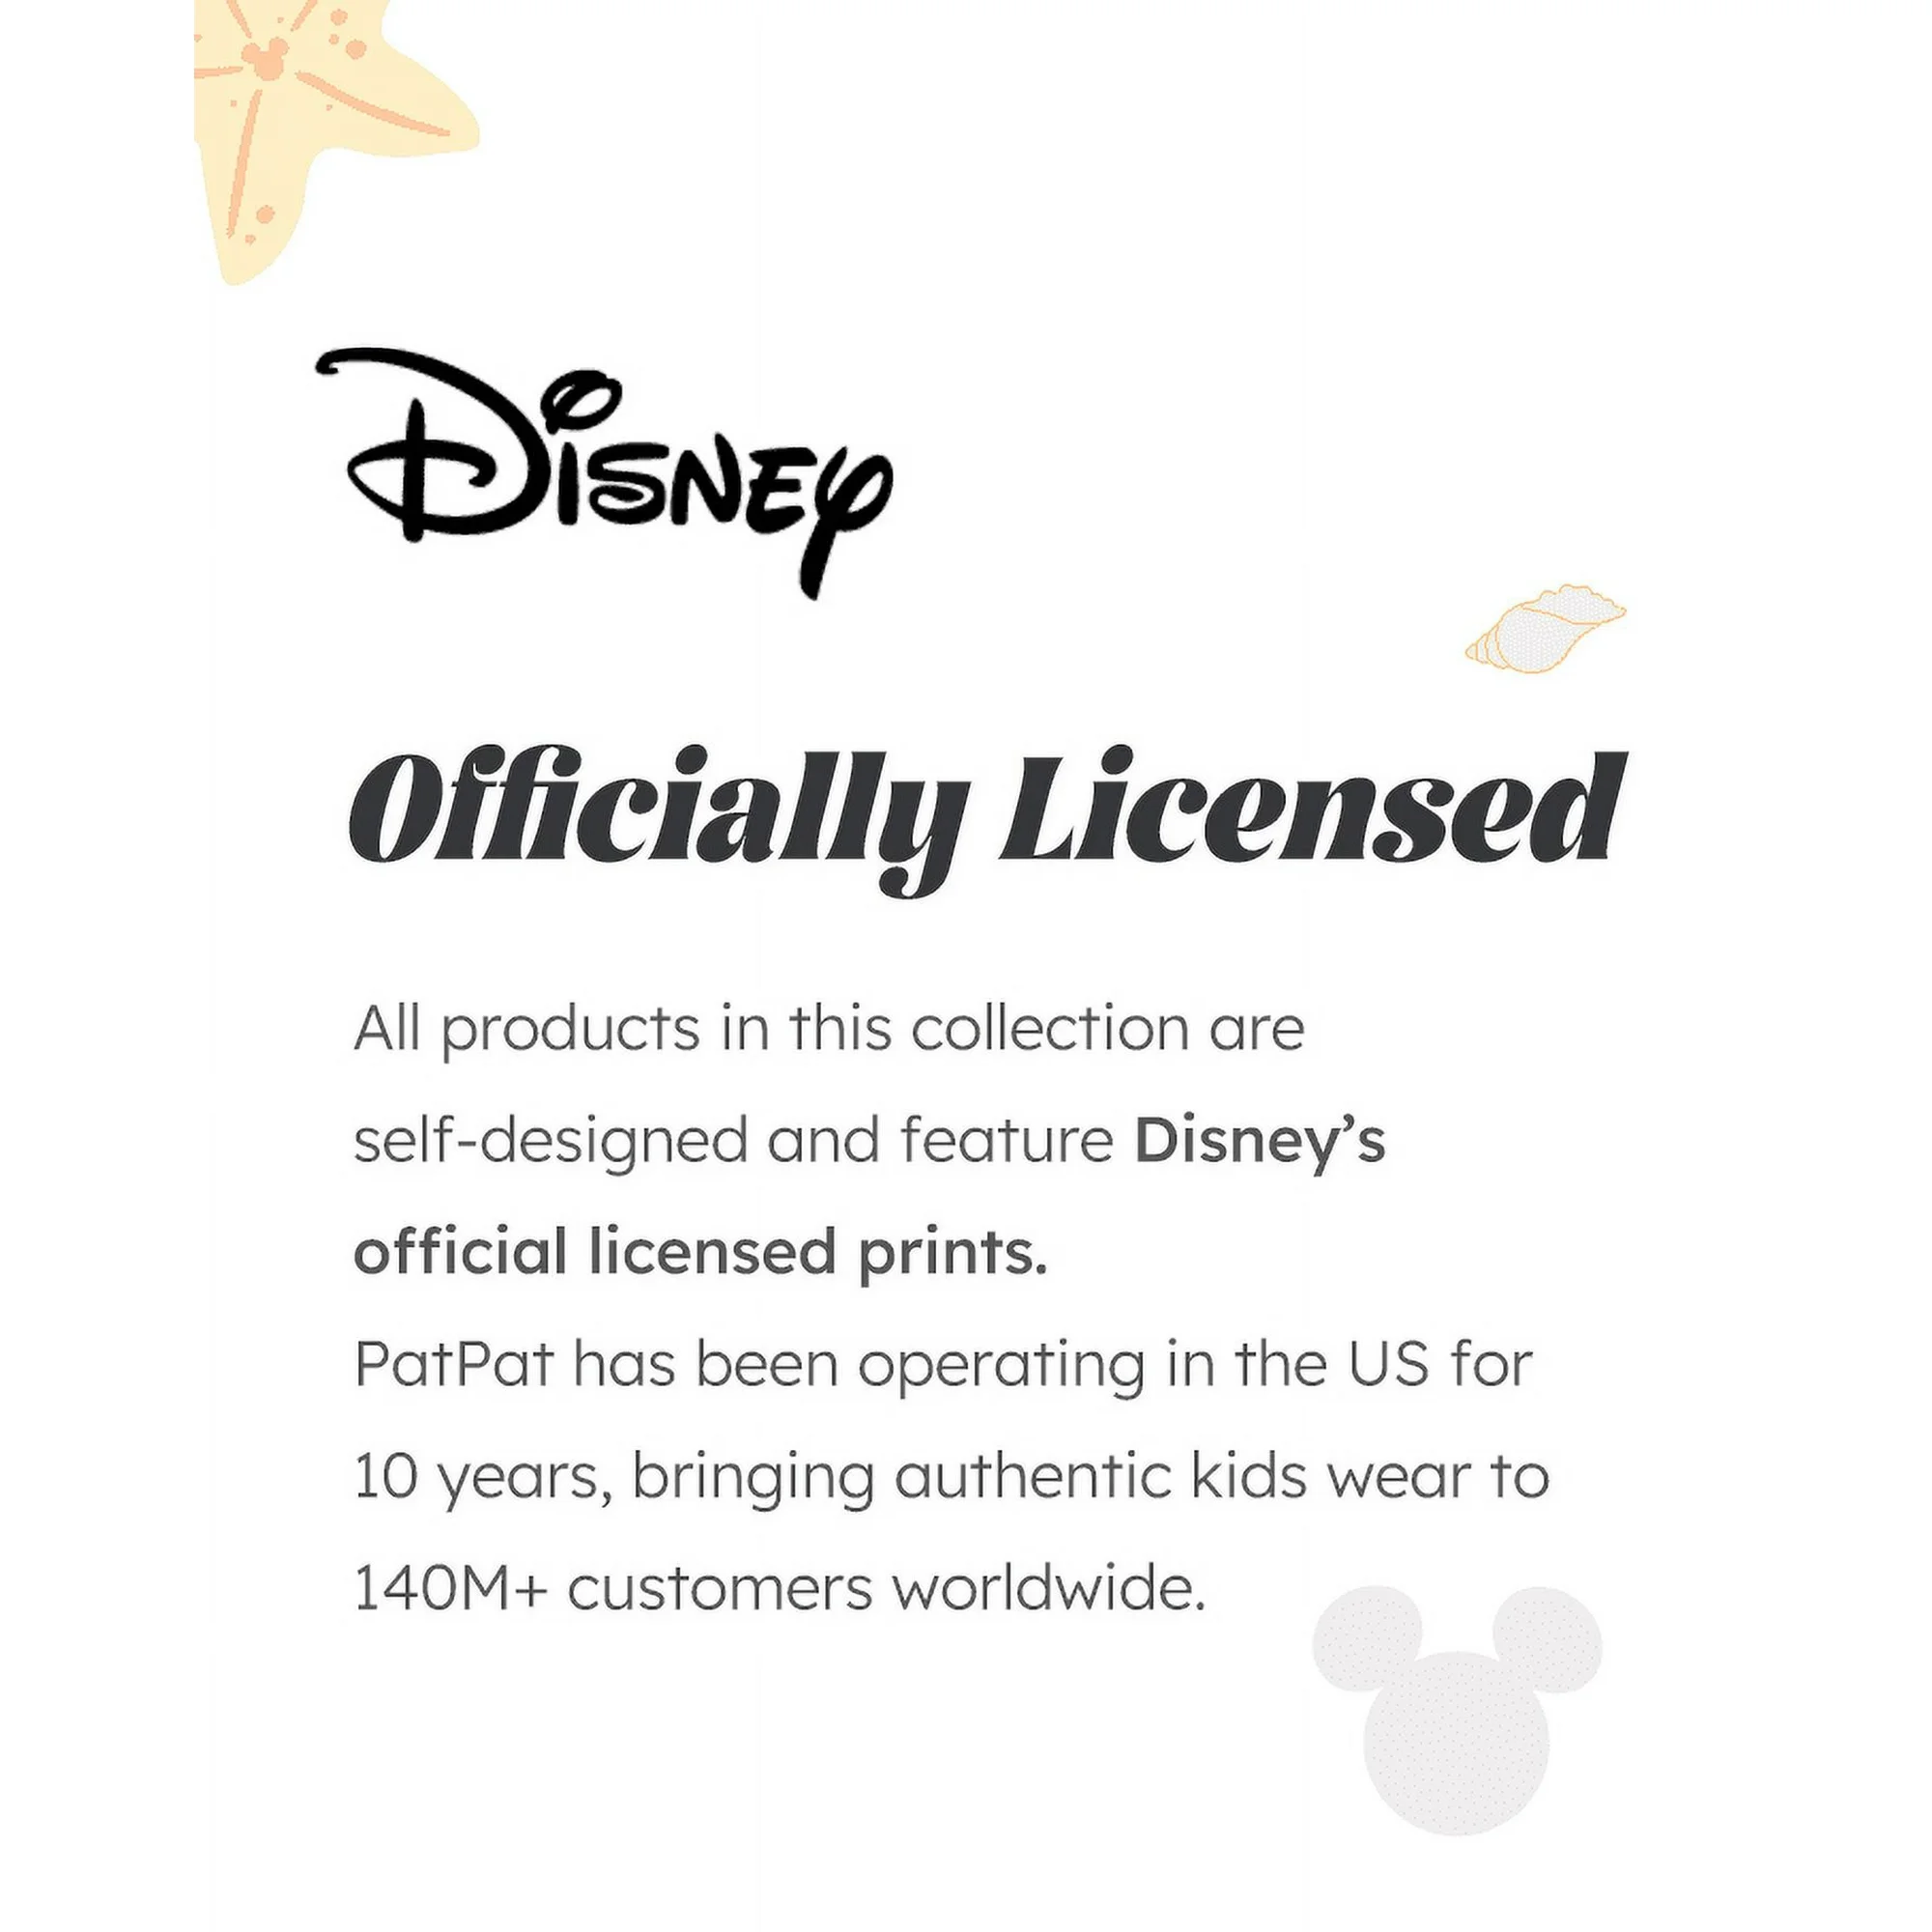 Disney
Officially Licensed
All products in this collection are
self-designed and feature Disney’s
official licensed prints.
PatPat has been operating in the US for
10 years, bringing authentic kids wear to
140M+ customers worldwide.